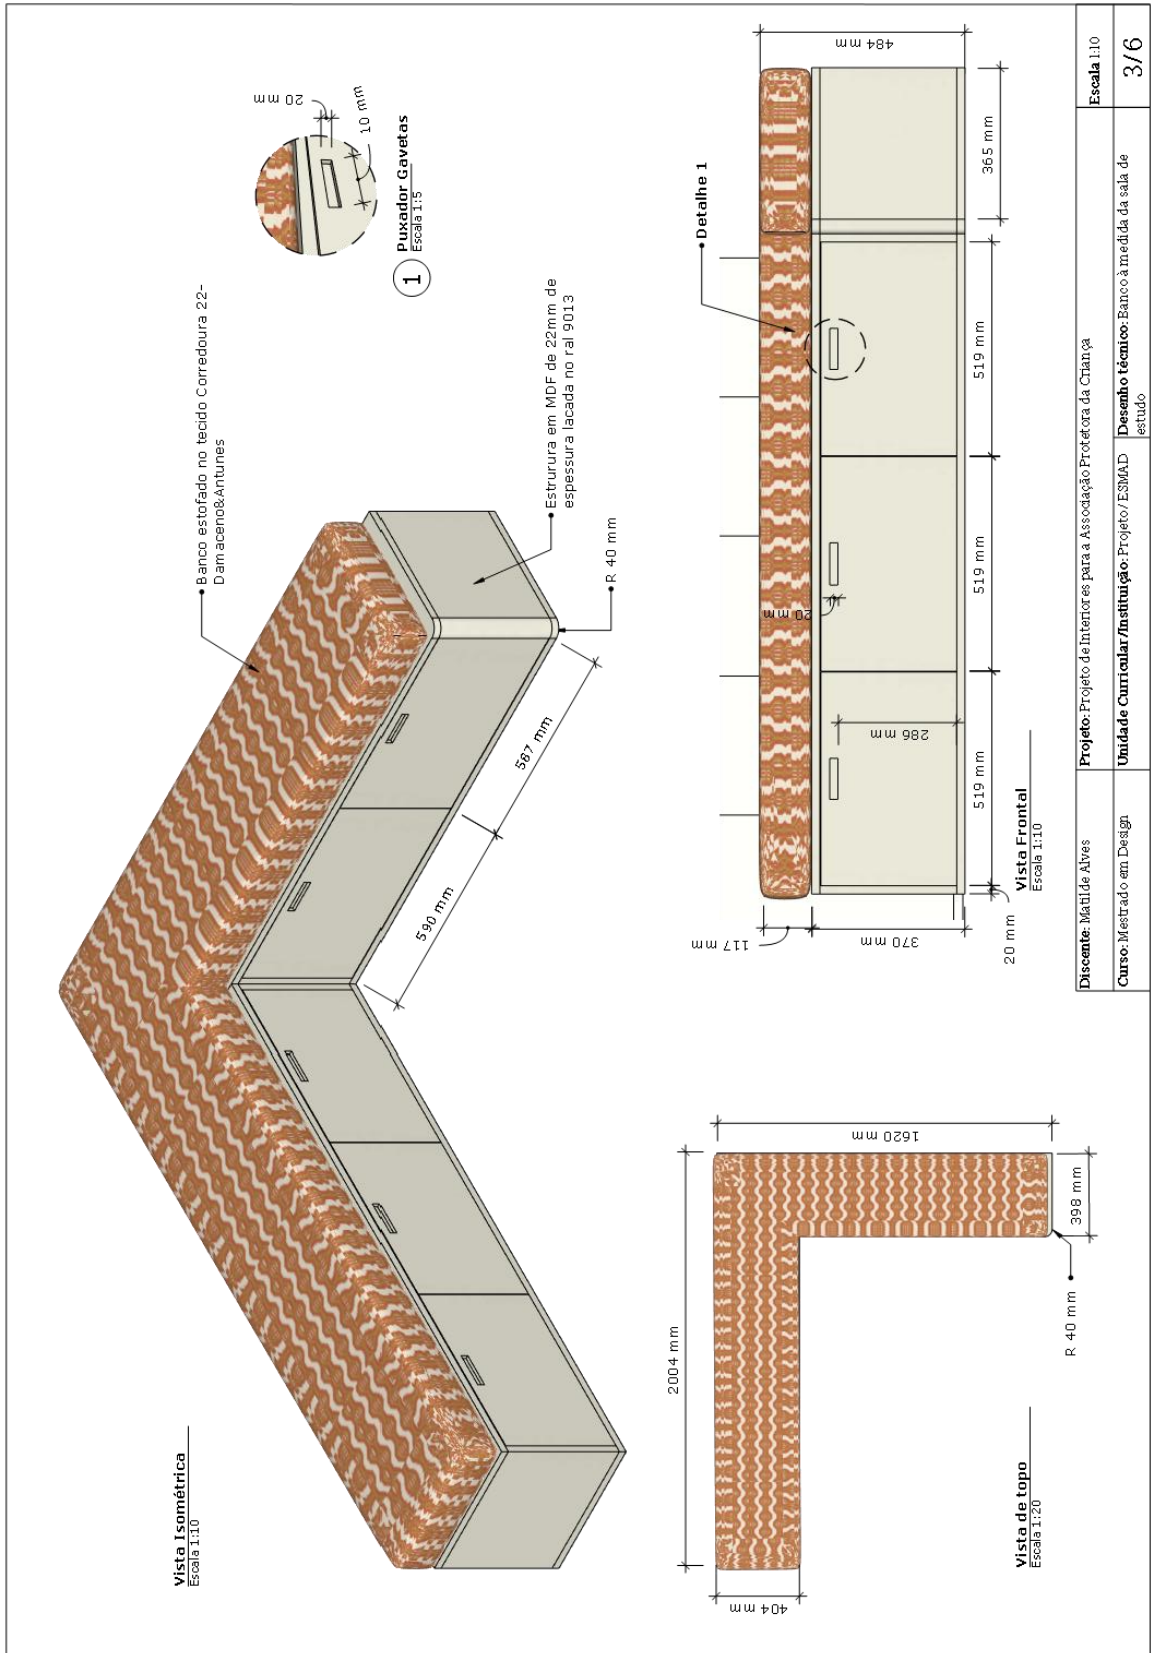 Vista Isométrica
Escala 1:10
Banco estofado no tecido Corredoura 22-
Damaceno&Antunes
Estrurura em MDF de 22mm de
espessura lacada no ral 9013
R 40 mm
590 mm
567 mm
20 mm
10 mm
1
Puxador Gavetas
Escala 1:5
2004 mm
404 mm
1620 mm
398 mm
R 40 mm
Vista de topo
Escala 1:20
Detalhe 1
117 mm
370 mm
20 mm
519 mm
286 mm
20 mm
519 mm
519 mm
365 mm
484 mm
Vista Frontal
Escala 1:10
Discente: Matilde Alves
Projeto: Projeto de Interiores para a Associação Protetora da Criança
Escala 1:10
Curso: Mestrado em Design
Unidade Curricular/Instituição: Projeto/ ESMAD
Desenho técnico: Banco à medida da sala de
estudo
3/6